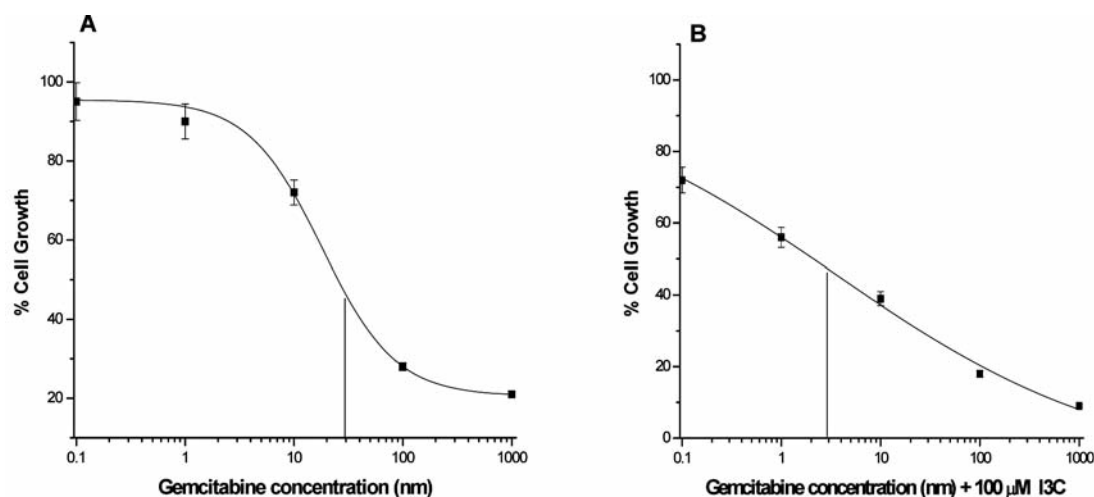 A
% Cell Growth
100
80
60
40
20
0.1 1 10 100 1000
Gemcitabine concentration (nm)
B
% Cell Growth
100
80
60
40
20
0
0.1 1 10 100 1000
Gemcitabine concentration (nm) + 100 μM I3C